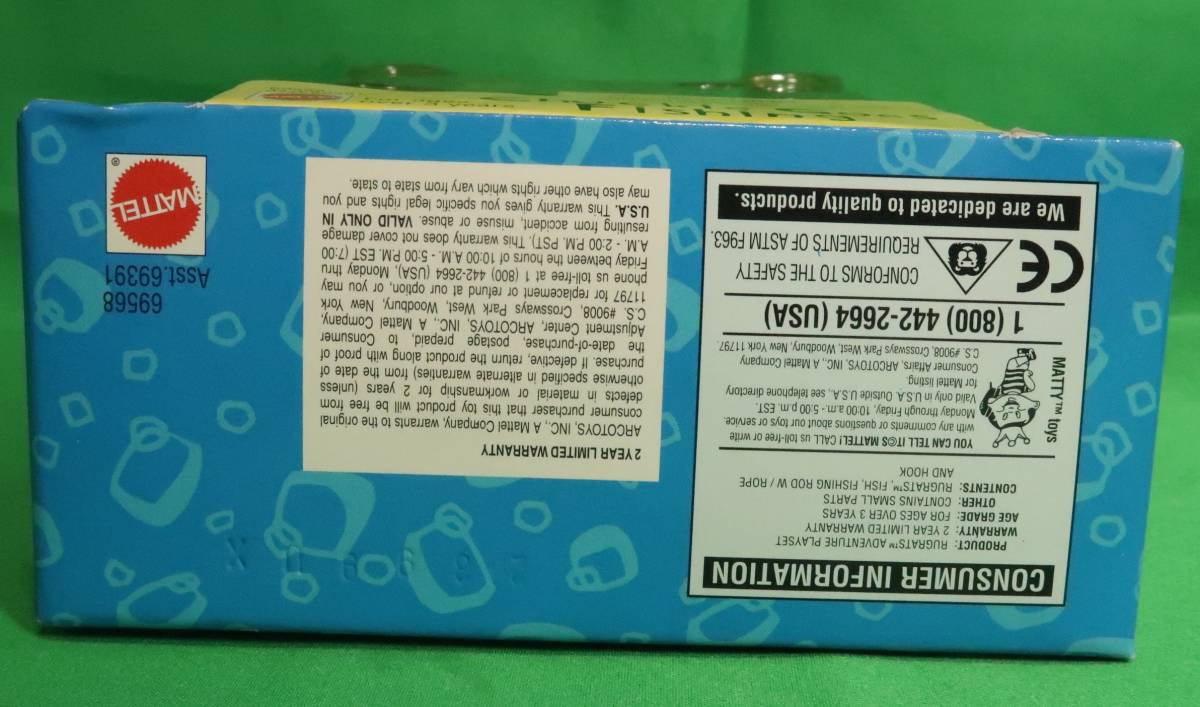 CONSUMER INFORMATION
PRODUCT: RUGRATS™ ADVENTURE PLAYSET
WARRANTY: 2 YEAR LIMITED WARRANTY
AGE GRADE: FOR AGES OVER 3 YEARS
OTHER: CONTAINS SMALL PARTS
CONTENTS: RUGRATS™, FISH, FISHING ROD W / ROPE
AND HOOK
MATTY™ toys
YOU CAN TELL IT©S MATTEL! CALL us toll-free or write
with any comments or questions about our toys or service.
Monday through Friday, 10:00 a.m. - 5:00 p.m. EST.
Valid only in U.S.A. Outside U.S.A., see telephone directory
for Mattel listing.
Consumer Affairs, ARCOTOYS, INC., A Mattel Company
C.S. #9008, Crossways Park West, Woodbury, New York 11797.
1 (800) 442-2664 (USA)
CE
CONFORMS TO THE SAFETY
REQUIREMENTS OF ASTM F963.
We are dedicated to quality products.
2 YEAR LIMITED WARRANTY
ARCOTOYS, INC., A Mattel Company, warrants to the original
consumer purchaser that this toy product will be free from
defects in material or workmanship for 2 years (unless
otherwise specified in alternate warranties) from the date of
purchase. If defective, return the product along with proof of
the date-of-purchase, postage prepaid, to Consumer
Adjustment Center, ARCOTOYS, INC., A Mattel Company,
C.S. #9008, Crossways Park West, Woodbury, New York
11797 for replacement or refund at our option, or you may
phone us toll-free at 1 (800) 442-2664 (USA), Monday thru
Friday between the hours of 10:00 A.M. - 5:00 P.M. EST (7:00
A.M. - 2:00 P.M. PST). This warranty does not cover damage
resulting from accident, misuse or abuse. VALID ONLY IN
U.S.A. This warranty gives you specific legal rights and you
may also have other rights which vary from state to state.
69568
Asst.69391
MATTEL®